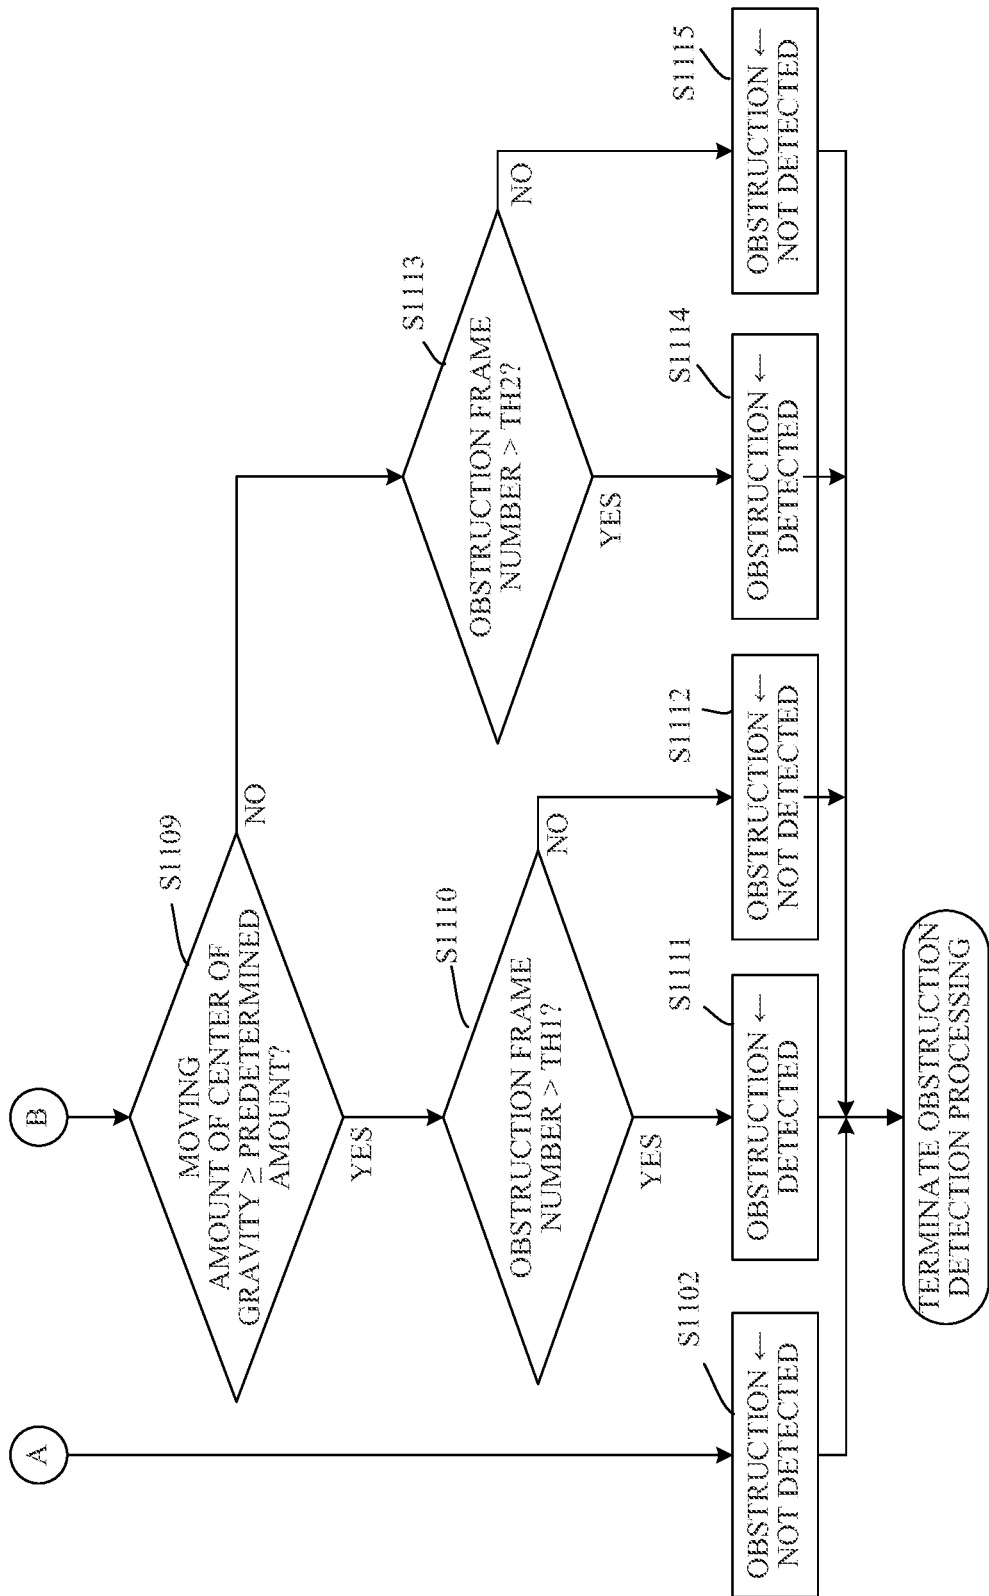 A
B
MOVING
AMOUNT OF CENTER OF
GRAVITY ≥ PREDETERMINED
AMOUNT?
S1109
YES
NO
OBSTRUCTION FRAME
NUMBER > TH1?
S1110
YES
NO
OBSTRUCTION FRAME
NUMBER > TH2?
S1113
YES
NO
S1102
OBSTRUCTION ←
NOT DETECTED
S1111
OBSTRUCTION ←
DETECTED
S1112
OBSTRUCTION ←
NOT DETECTED
S1114
OBSTRUCTION ←
DETECTED
S1115
OBSTRUCTION ←
NOT DETECTED
TERMINATE OBSTRUCTION
DETECTION PROCESSING